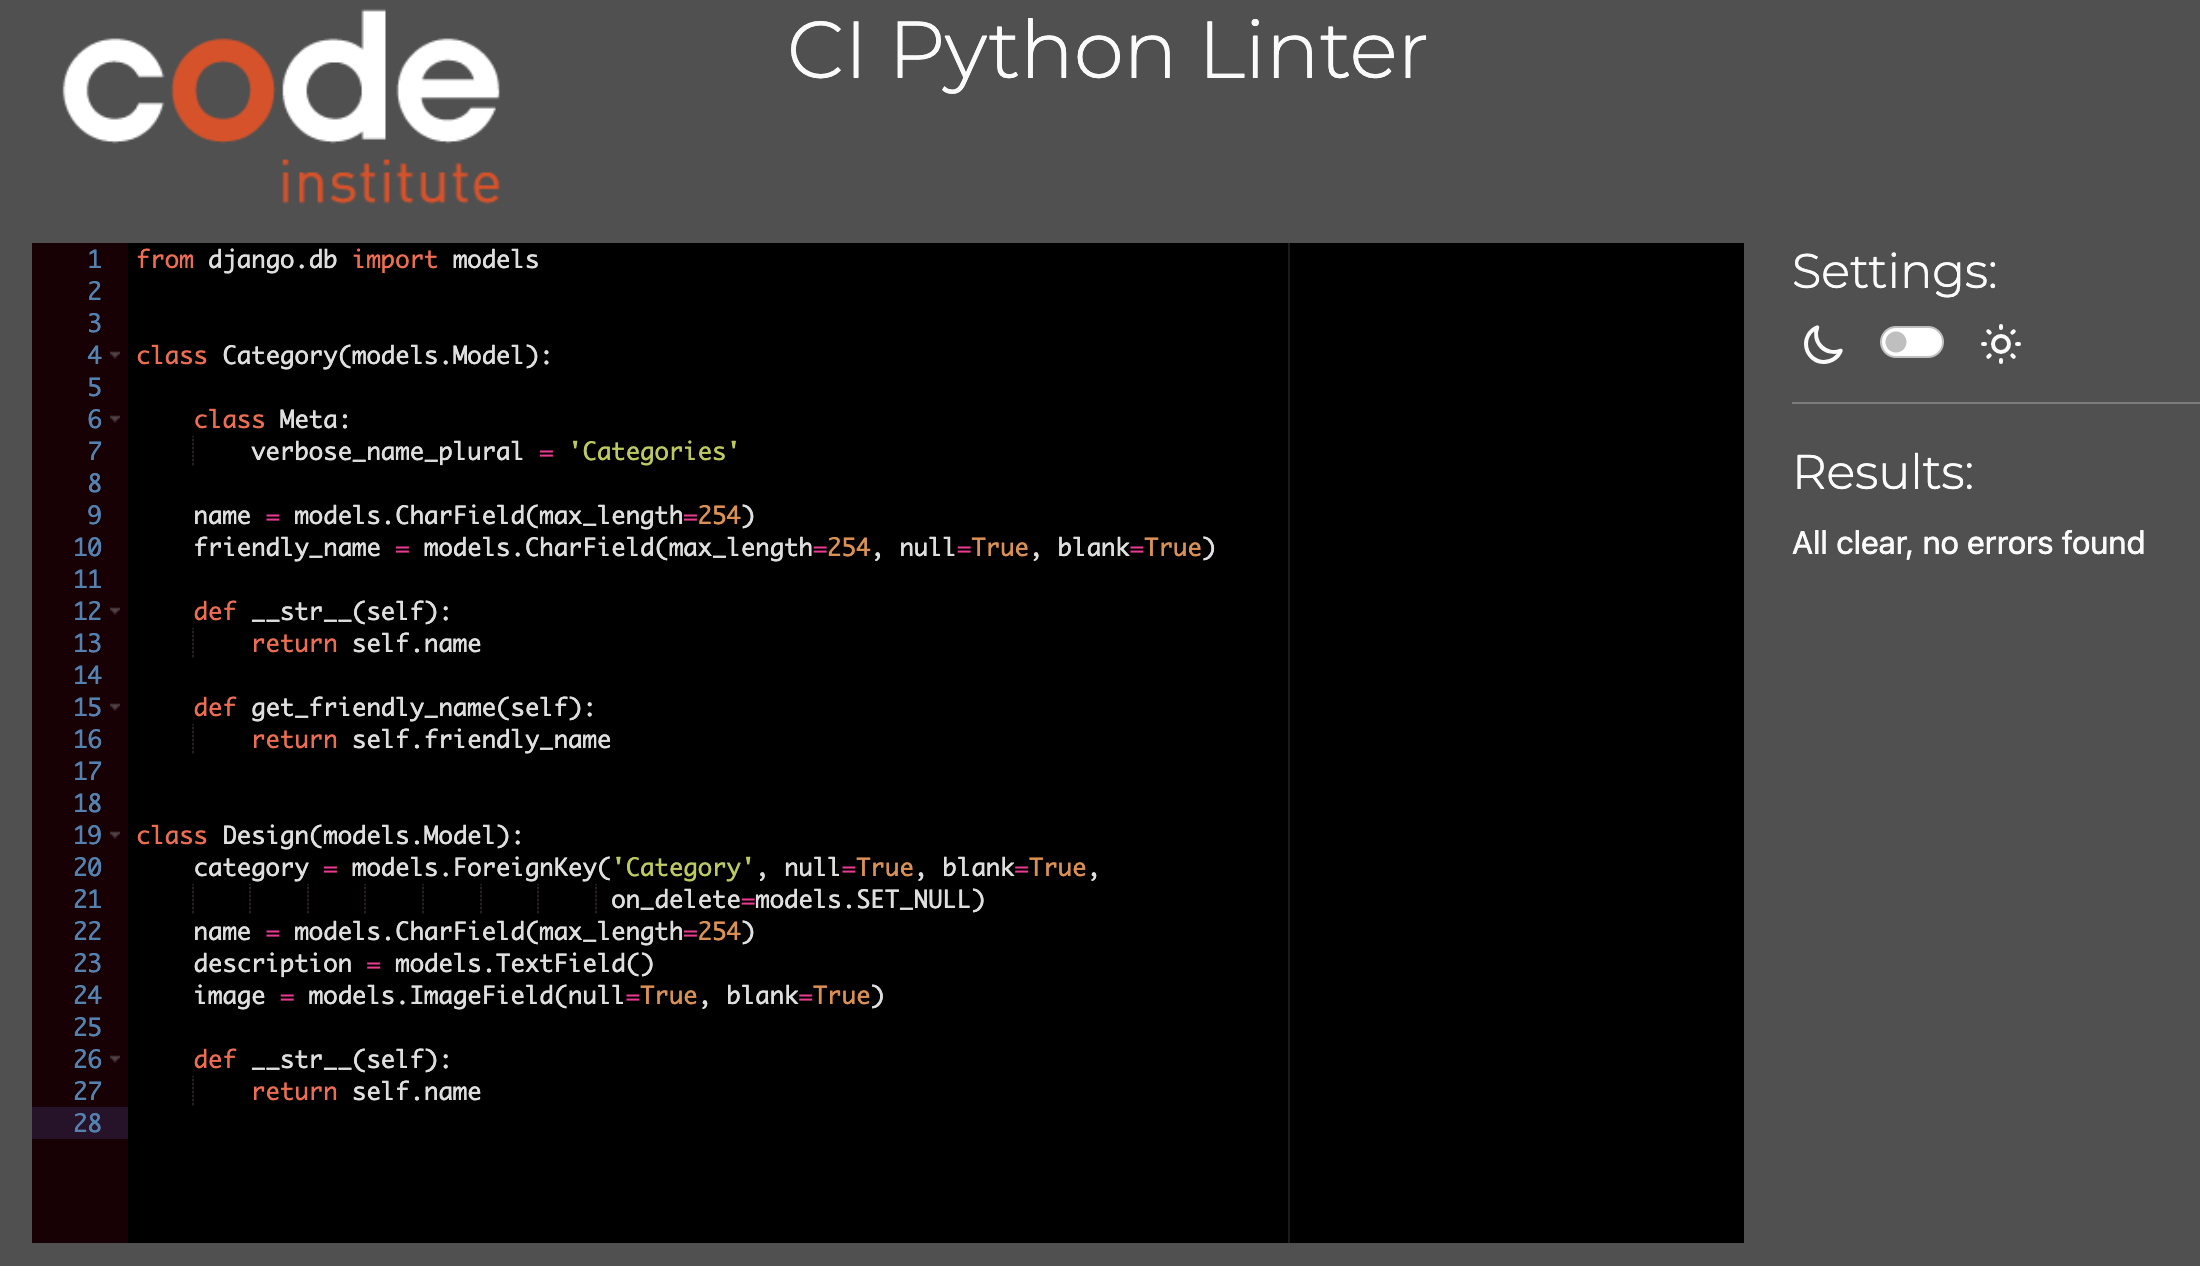 code
institute
CI Python Linter
1 from django.db import models
2
3
4 class Category(models.Model):
5
6     class Meta:
7         verbose_name_plural = 'Categories'
8
9     name = models.CharField(max_length=254)
10     friendly_name = models.CharField(max_length=254, null=True, blank=True)
11
12     def __str__(self):
13         return self.name
14
15     def get_friendly_name(self):
16         return self.friendly_name
17
18
19 class Design(models.Model):
20     category = models.ForeignKey('Category', null=True, blank=True,
21                                  on_delete=models.SET_NULL)
22     name = models.CharField(max_length=254)
23     description = models.TextField()
24     image = models.ImageField(null=True, blank=True)
25
26     def __str__(self):
27         return self.name
28
Settings:
Results:
All clear, no errors found